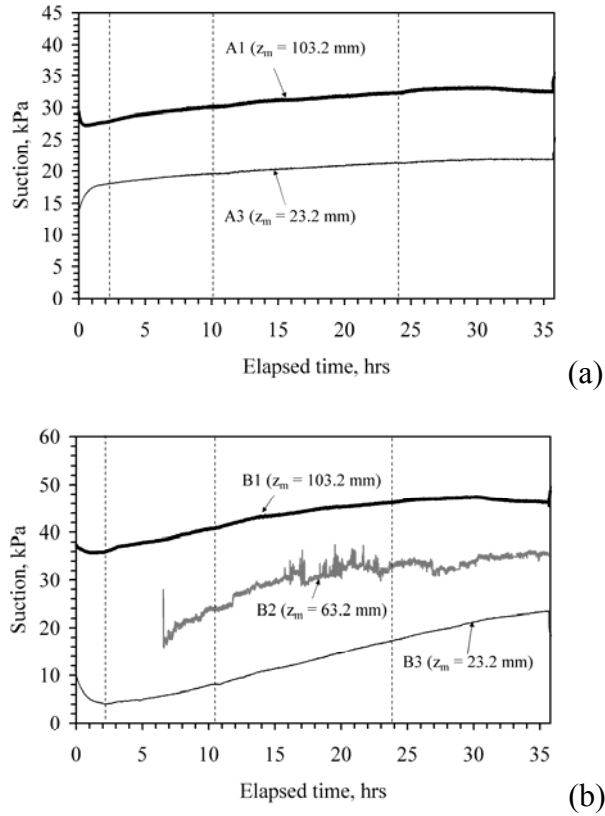 45
40
35
30
25
20
15
10
5
0
Suction, kPa
A1 (zm = 103.2 mm)
A3 (zm = 23.2 mm)
0 5 10 15 20 25 30 35
Elapsed time, hrs
(a)
60
50
40
30
20
10
0
Suction, kPa
B1 (zm = 103.2 mm)
B2 (zm = 63.2 mm)
B3 (zm = 23.2 mm)
0 5 10 15 20 25 30 35
Elapsed time, hrs
(b)